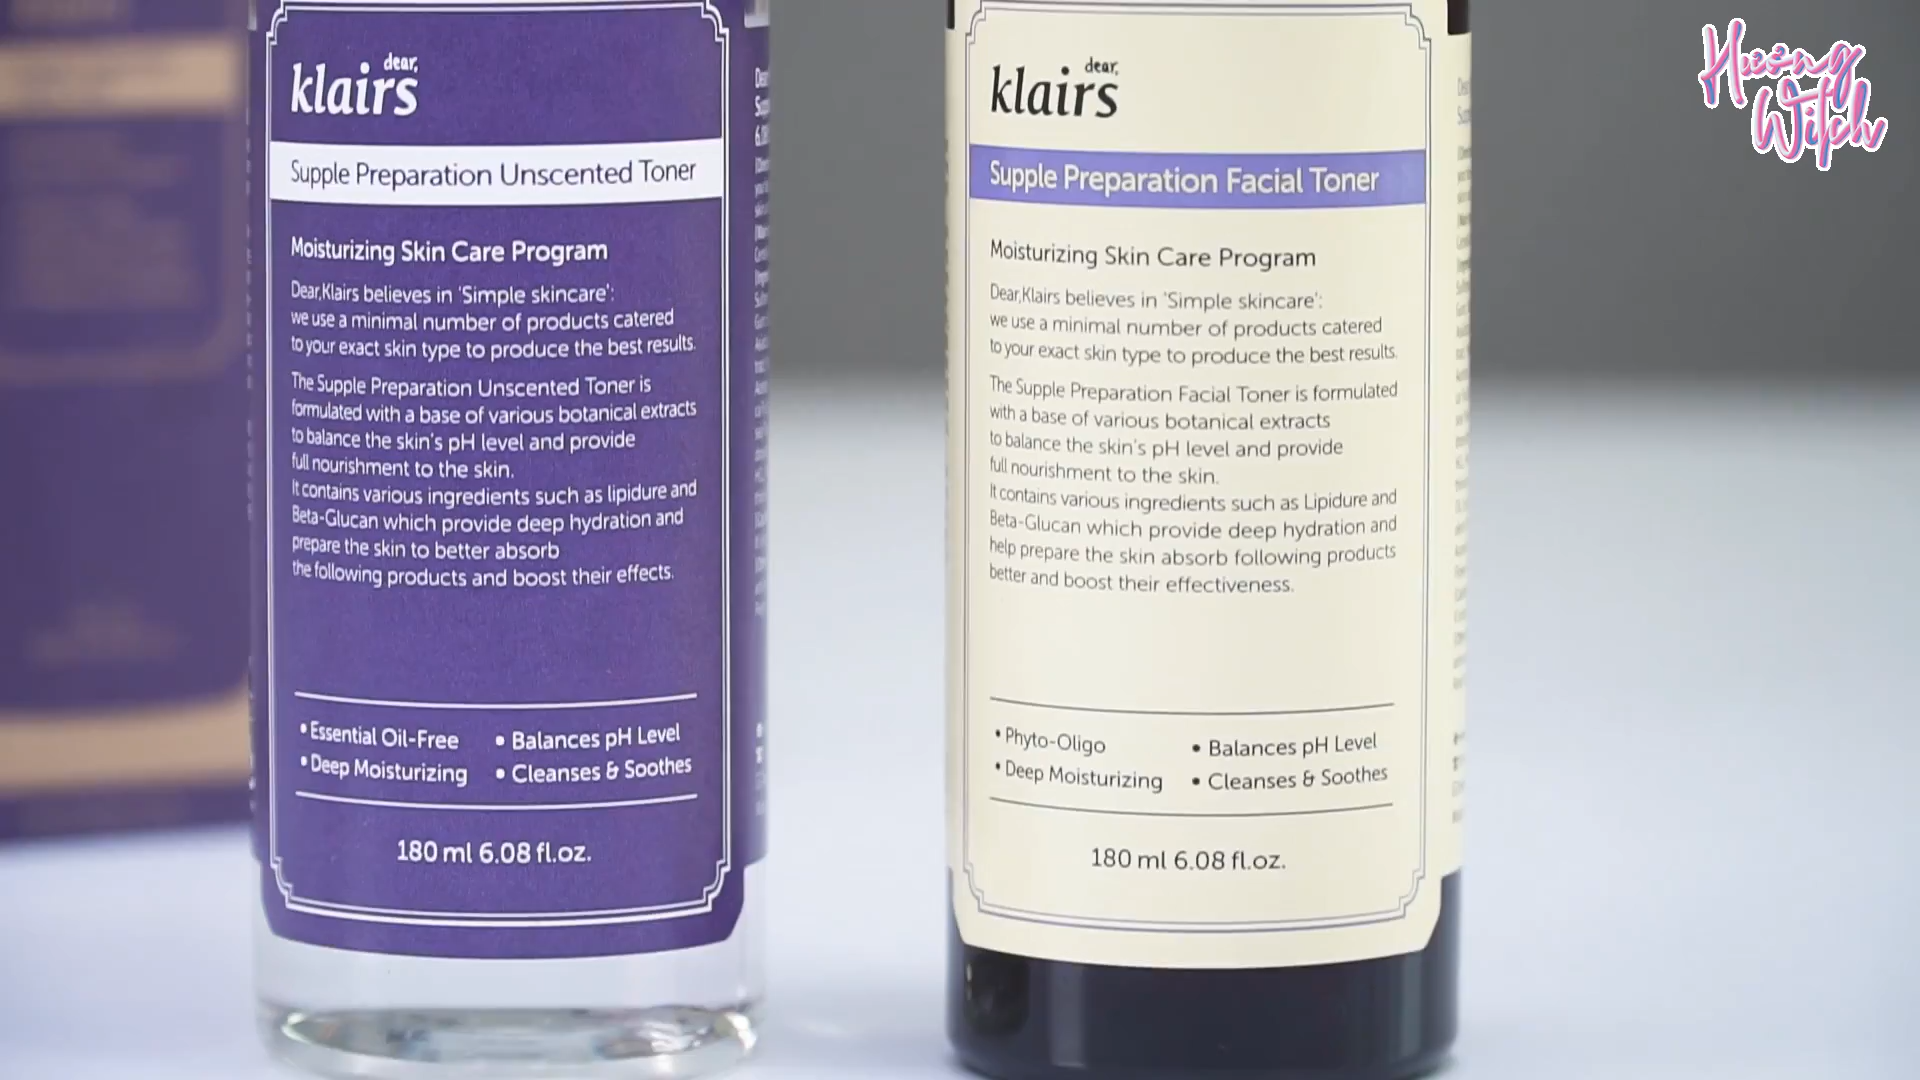 dear,
klairs
Supple Preparation Unscented Toner
Moisturizing Skin Care Program
Dear,Klairs believes in 'Simple skincare':
we use a minimal number of products catered
to your exact skin type to produce the best results.
The Supple Preparation Unscented Toner is
formulated with a base of various botanical extracts
to balance the skin's pH level and provide
full nourishment to the skin.
It contains various ingredients such as lipidure and
Beta-Glucan which provide deep hydration and
prepare the skin to better absorb
the following products and boost their effects.
• Essential Oil-Free • Balances pH Level
• Deep Moisturizing • Cleanses & Soothes
180 ml 6.08 fl.oz.
dear,
klairs
Supple Preparation Facial Toner
Moisturizing Skin Care Program
Dear,Klairs believes in 'Simple skincare':
we use a minimal number of products catered
to your exact skin type to produce the best results.
The Supple Preparation Facial Toner is formulated
with a base of various botanical extracts
to balance the skin's pH level and provide
full nourishment to the skin.
It contains various ingredients such as Lipidure and
Beta-Glucan which provide deep hydration and
help prepare the skin absorb following products
better and boost their effectiveness.
• Phyto-Oligo • Balances pH Level
• Deep Moisturizing • Cleanses & Soothes
180 ml 6.08 fl.oz.
Hương
Witch